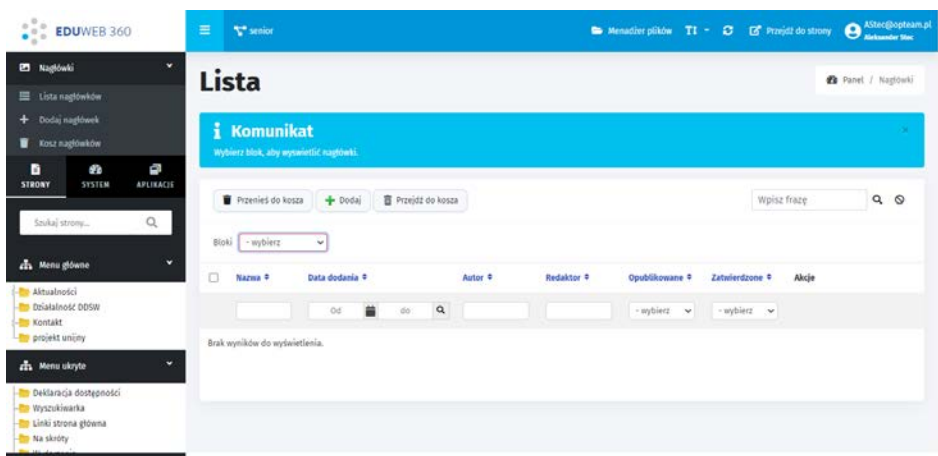 EDUWEB 360
senior
Menadżer plików
Przejdź do strony
AStec@opteam.pl
Aleksander Stec
Nagłówki
Lista nagłówków
Dodaj nagłówek
Kosz nagłówków
STRONY SYSTEM APLIKACJE
Szukaj strony...
Menu główne
Aktualności
Działalność DDSW
Kontakt
projekt unijny
Menu ukryte
Deklaracja dostępności
Wyszukiwarka
Linki strona główna
Na skróty
Lista
Panel / Nagłówki
Komunikat
Wybierz blok, aby wyswietlić nagłówki.
Przenieś do kosza Dodaj Przejdź do kosza
Wpisz frazę
Bloki - wybierz
Nazwa Data dodania Autor Redaktor Opublikowane Zatwierdzone Akcje
Od do - wybierz - wybierz
Brak wyników do wyświetlenia.